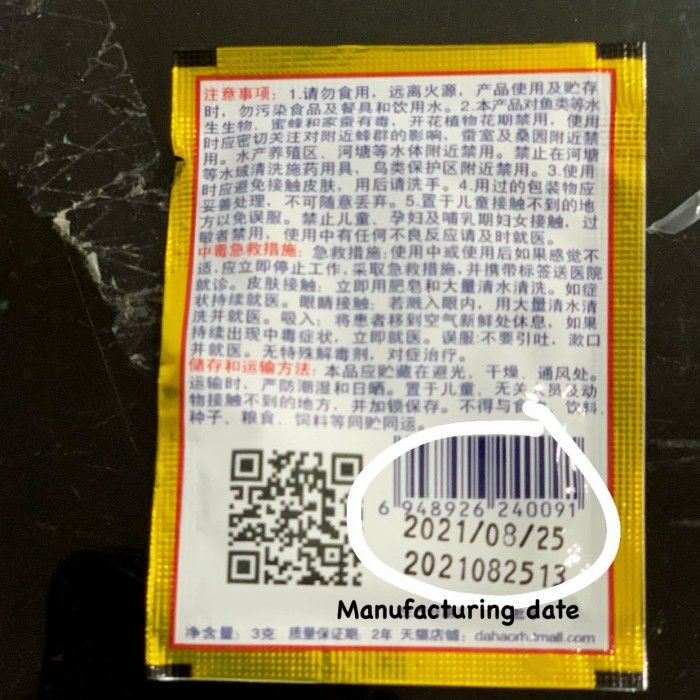 注意事项：1.请勿食用，远离火源，产品使用及贮存
时，勿污染食品及餐具和饮用水。2.本产品对鱼类等水
生生物、蜜蜂和家蚕有毒，开花植物花期禁用，使用
时应密切关注对附近蜂群的影响，蚕室及桑园附近禁
用。水产养殖区、河塘等水体附近禁用。禁止在河塘
等水域清洗施药用具，鸟类保护区附近禁用。3.使用
时应避免接触皮肤，用后请洗手。4.用过的包装物应
妥善处理，不可随意丢弃。5.置于儿童接触不到的地
方以免误服。禁止儿童、孕妇及哺乳期妇女接触，过
敏者禁用，使用中有任何不良反应请及时就医。
中毒急救措施：急救措施：使用中或使用后如果感觉不
适，应立即停止工作，采取急救措施，并携带标签送医院
就诊。皮肤接触：立即用肥皂和大量清水清洗。如症
状持续就医。眼睛接触：若溅入眼内，用大量清水清
洗并就医。吸入：将患者移到空气新鲜处休息，如果
持续出现中毒症状，立即就医。误服：不要引吐，漱口
并就医。无特殊解毒剂，对症治疗。
储存和运输方法：本品应贮藏在避光、干燥、通风处。
运输时，严防潮湿和日晒。置于儿童、无关人员及动
物接触不到的地方，并加锁保存。不得与食 饮料、
种子、粮食、饲料等同贮同运。
6 948926 240091
2021/08/25
2021082513
Manufacturing date
净含量：3克 质量保证期：2年 天猫店铺：